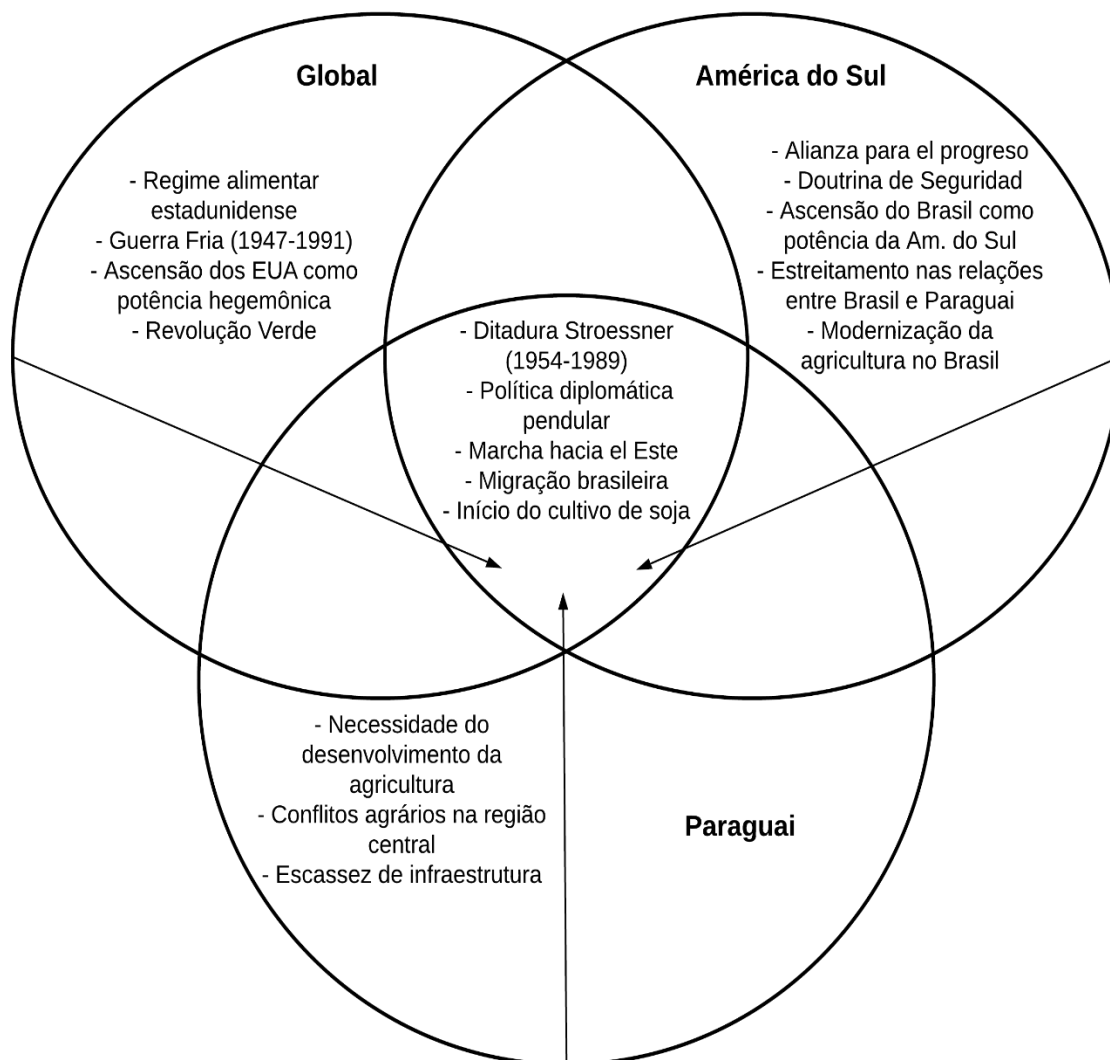 Global
- Regime alimentar
estadunidense
- Guerra Fria (1947-1991)
- Ascensão dos EUA como
potência hegemônica
- Revolução Verde
América do Sul
- Alianza para el progreso
- Doutrina de Seguridad
- Ascensão do Brasil como
potência da Am. do Sul
- Estreitamento nas relações
entre Brasil e Paraguai
- Modernização da
agricultura no Brasil
- Ditadura Stroessner
(1954-1989)
- Política diplomática
pendular
- Marcha hacia el Este
- Migração brasileira
- Início do cultivo de soja
- Necessidade do
desenvolvimento da
agricultura
- Conflitos agrários na região
central
- Escassez de infraestrutura
Paraguai